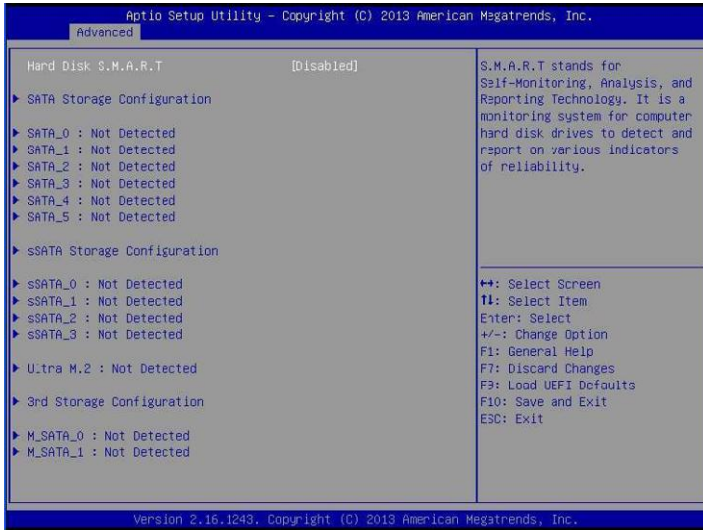 Aptio Setup Utility – Copyright (C) 2013 American Megatrends, Inc.
Advanced
Hard Disk S.M.A.R.T [Disabled]
SATA Storage Configuration
SATA_0 : Not Detected
SATA_1 : Not Detected
SATA_2 : Not Detected
SATA_3 : Not Detected
SATA_4 : Not Detected
SATA_5 : Not Detected
sSATA Storage Configuration
sSATA_0 : Not Detected
sSATA_1 : Not Detected
sSATA_2 : Not Detected
sSATA_3 : Not Detected
Ultra M.2 : Not Detected
3rd Storage Configuration
M_SATA_0 : Not Detected
M_SATA_1 : Not Detected
S.M.A.R.T stands for
Self-Monitoring, Analysis, and
Reporting Technology. It is a
monitoring system for computer
hard disk drives to detect and
report on various indicators
of reliability.
↔: Select Screen
↑↓: Select Item
Enter: Select
+/-: Change Option
F1: General Help
F7: Discard Changes
F9: Load UEFI Defaults
F10: Save and Exit
ESC: Exit
Version 2.16.1243. Copyright (C) 2013 American Megatrends, Inc.